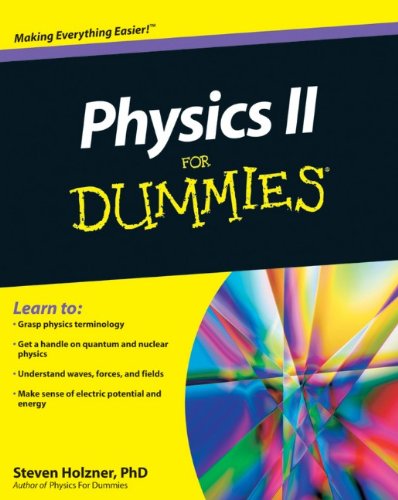 Making Everything Easier!™
Physics II
FOR
DUMMIES®
Learn to:
• Grasp physics terminology
• Get a handle on quantum and nuclear
physics
• Understand waves, forces, and fields
• Make sense of electric potential and
energy
Steven Holzner, PhD
Author of Physics For Dummies